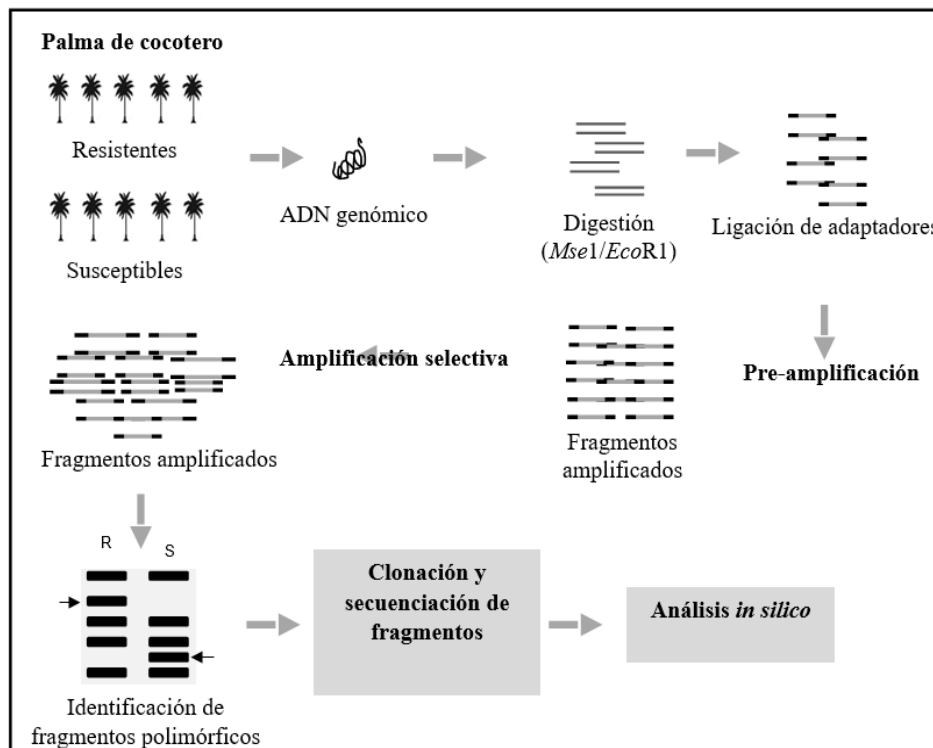 Palma de cocotero
Resistentes
Susceptibles
ADN genómico
Digestión
(Mse1/EcoR1)
Ligación de adaptadores
Pre-amplificación
Fragmentos
amplificados
Amplificación selectiva
Fragmentos amplificados
R S
Identificación de
fragmentos polimórficos
Clonación y
secuenciación de
fragmentos
Análisis in silico